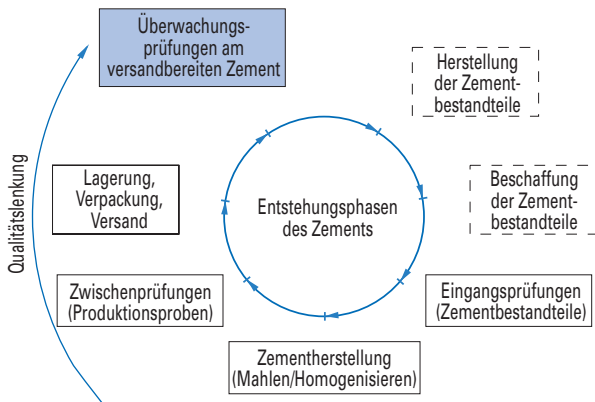 Überwachungs-
prüfungen am
versandbereiten Zement
Herstellung
der Zement-
bestandteile
Beschaffung
der Zement-
bestandteile
Eingangsprüfungen
(Zementbestandteile)
Zementherstellung
(Mahlen/Homogenisieren)
Zwischenprüfungen
(Produktionsproben)
Lagerung,
Verpackung,
Versand
Entstehungsphasen
des Zements
Qualitätslenkung